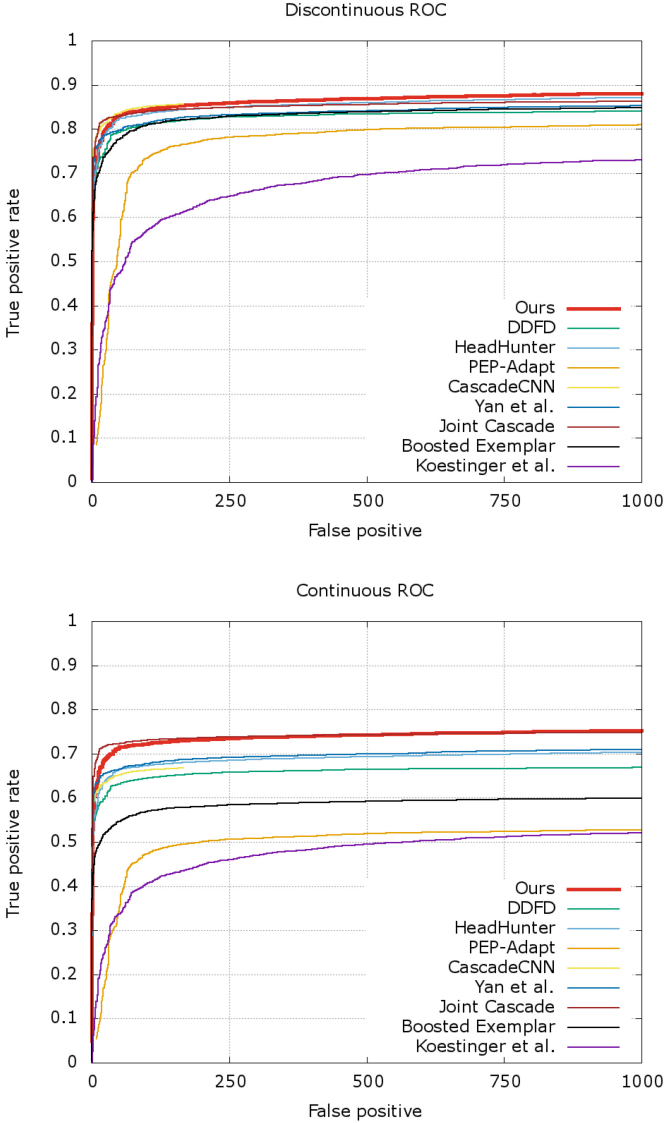 Discontinuous ROC
1
0.9
0.8
0.7
0.6
0.5
0.4
0.3
0.2
0.1
0
True positive rate
Ours
DDFD
HeadHunter
PEP-Adapt
CascadeCNN
Yan et al.
Joint Cascade
Boosted Exemplar
Koestinger et al.
0 250 500 750 1000
False positive
Continuous ROC
1
0.9
0.8
0.7
0.6
0.5
0.4
0.3
0.2
0.1
0
True positive rate
Ours
DDFD
HeadHunter
PEP-Adapt
CascadeCNN
Yan et al.
Joint Cascade
Boosted Exemplar
Koestinger et al.
0 250 500 750 1000
False positive